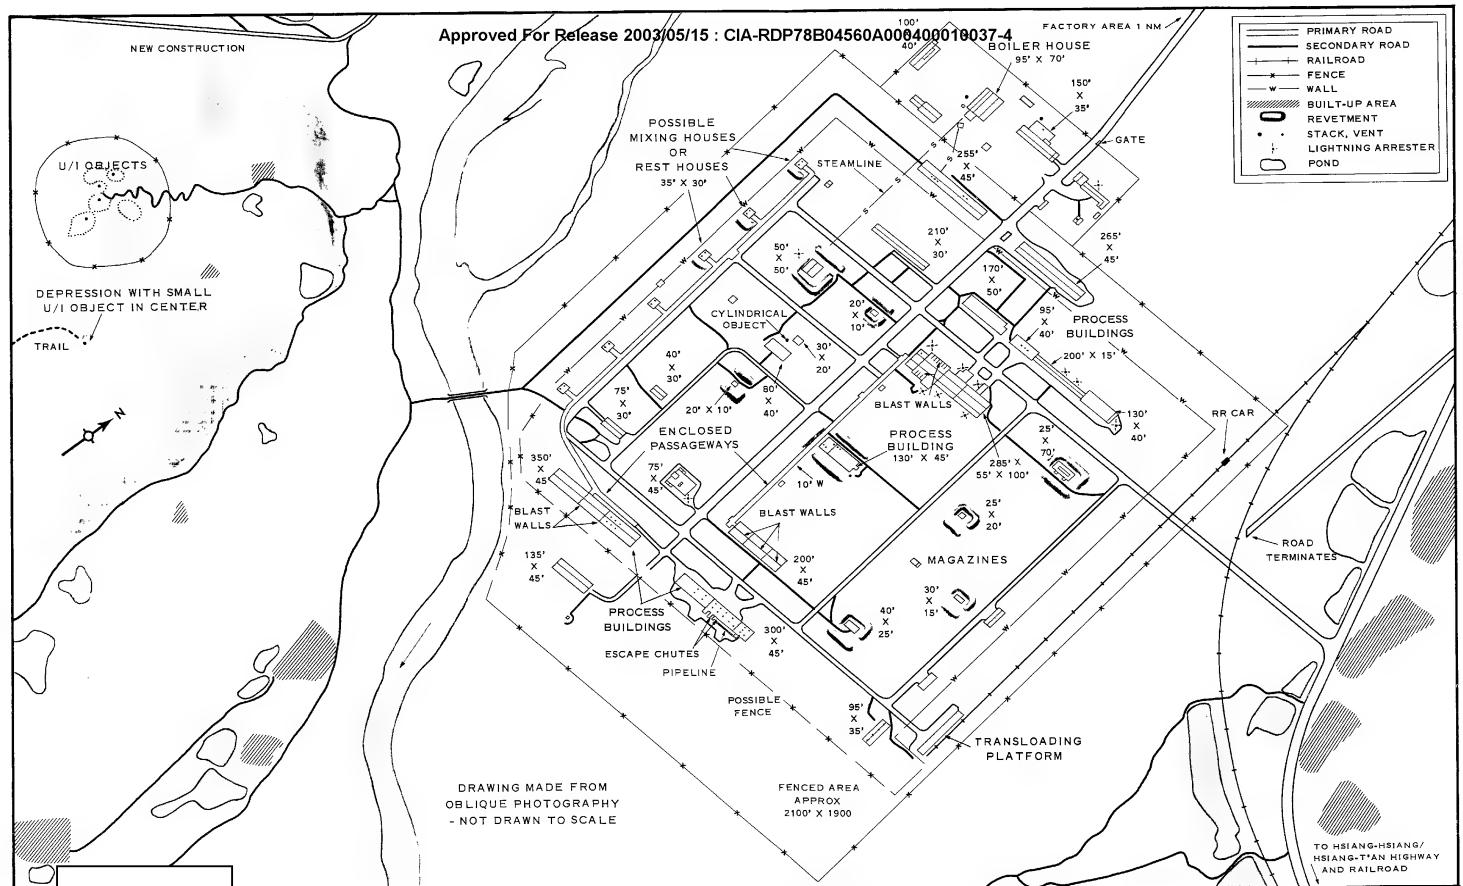 Approved For Release 2003/05/15 : CIA-RDP78B04560A000400010037-4
NEW CONSTRUCTION
100'
X
40'
FACTORY AREA 1 NM
BOILER HOUSE
95' X 70'
150'
X
35'
GATE
PRIMARY ROAD
SECONDARY ROAD
RAILROAD
FENCE
W
WALL
BUILT-UP AREA
REVETMENT
STACK, VENT
LIGHTNING ARRESTER
POND
U/I OBJECTS
POSSIBLE
MIXING HOUSES
OR
REST HOUSES
35' X 30'
STEAMLINE
255'
X
45'
210'
X
30'
265'
X
45'
50'
X
50'
170'
X
50'
DEPRESSION WITH SMALL
U/I OBJECT IN CENTER
TRAIL
N
CYLINDRICAL
OBJECT
20'
X
10'
95'
X
40'
PROCESS
BUILDINGS
30'
X
20'
200' X 15'
40'
X
30'
75'
X
30'
20' X 10'
80'
X
40'
BLAST WALLS
130'
X
40'
RR CAR
ENCLOSED
PASSAGEWAYS
PROCESS
BUILDING
130' X 45'
25'
X
70'
285' X
55' X 100'
350'
X
45'
75'
X
45'
10' W
BLAST
WALLS
BLAST WALLS
25'
X
20'
ROAD
TERMINATES
135'
X
45'
200'
X
45'
MAGAZINES
30'
X
15'
PROCESS
BUILDINGS
40'
X
25'
ESCAPE CHUTES
PIPELINE
300'
X
45'
POSSIBLE
FENCE
95'
X
35'
TRANSLOADING
PLATFORM
DRAWING MADE FROM
OBLIQUE PHOTOGRAPHY
- NOT DRAWN TO SCALE
FENCED AREA
APPROX
2100' X 1900
TO HSIANG-HSIANG/
HSIANG-T'AN HIGHWAY
AND RAILROAD